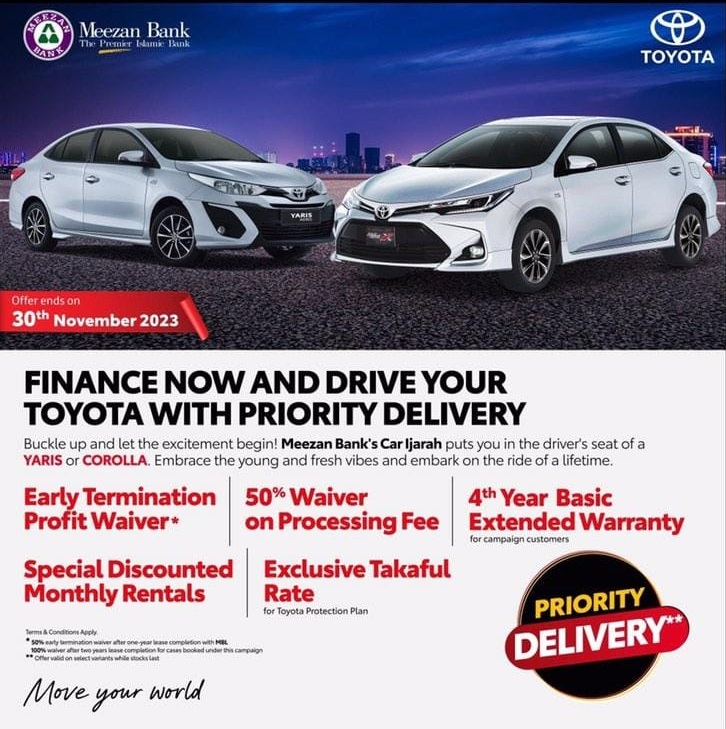 MEEZAN BANK
Meezan Bank
The Premier Islamic Bank
TOYOTA
YARIS
X
Offer ends on
30th November 2023
FINANCE NOW AND DRIVE YOUR
TOYOTA WITH PRIORITY DELIVERY
Buckle up and let the excitement begin! Meezan Bank's Car Ijarah puts you in the driver's seat of a
YARIS or COROLLA. Embrace the young and fresh vibes and embark on the ride of a lifetime.
Early Termination
Profit Waiver*
50% Waiver
on Processing Fee
4th Year Basic
Extended Warranty
for campaign customers
Special Discounted
Monthly Rentals
Exclusive Takaful
Rate
for Toyota Protection Plan
PRIORITY
DELIVERY**
Terms & Conditions Apply.
* 50% early termination waiver after one-year lease completion with MBL
100% waiver after two years lease completion for cases booked under this campaign
** Offer valid on select variants while stocks last
Move your world